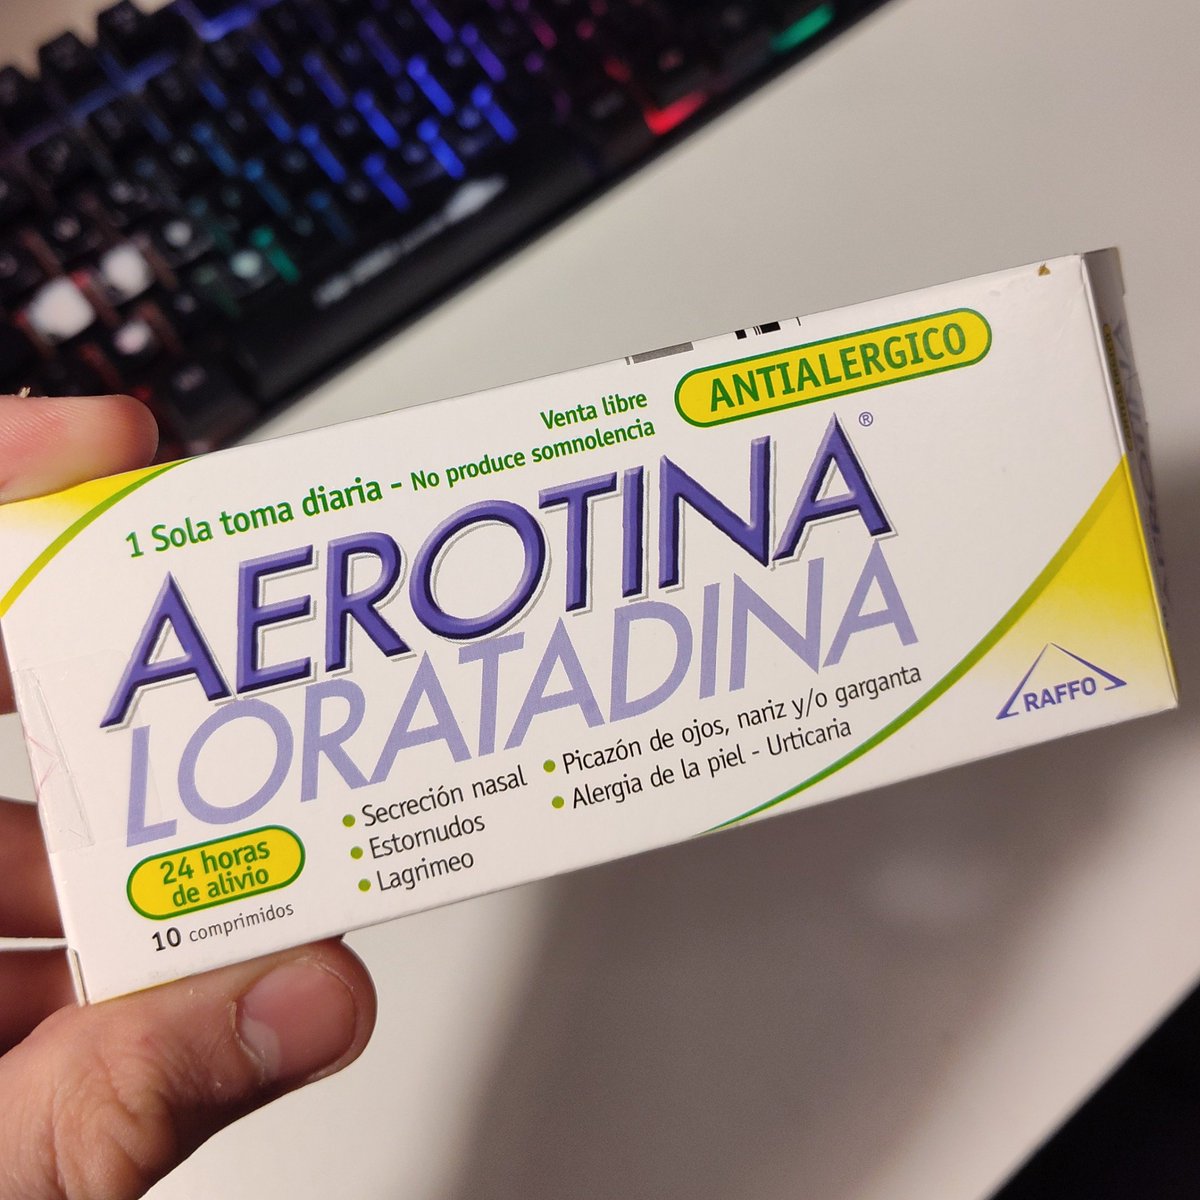 Venta libre
ANTIALERGICO
1 Sola toma diaria - No produce somnolencia
AEROTINA®
LORATADINA
24 horas
de alivio
10 comprimidos
• Secreción nasal
• Estornudos
• Lagrimeo
• Picazón de ojos, nariz y/o garganta
• Alergia de la piel - Urticaria
RAFFO